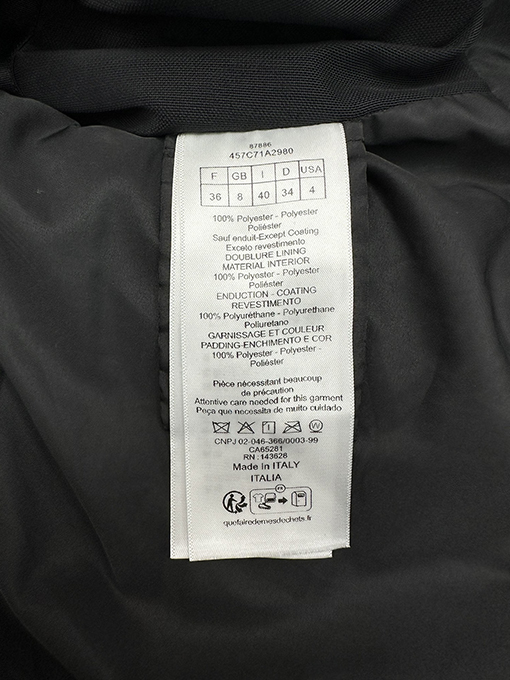 87886
457C71A2980
F GB I D USA
36 8 40 34 4
100% Polyester - Polyester
Poliéster
Sauf enduit-Except Coating
Exceto revestimento
DOUBLURE LINING
MATERIAL INTERIOR
100% Polyester - Polyester
Poliéster
ENDUCTION - COATING
REVESTIMENTO
100% Polyuréthane - Polyurethane
Poliuretano
GARNISSAGE ET COULEUR
PADDING-ENCHIMENTO E COR
100% Polyester - Polyester -
Poliéster
Pièce nécessitant beaucoup
de précaution
Attentive care needed for this garment
Peça que necessita de muito cuidado
W
CNPJ 02-046-366/0003-99
CA65281
RN : 143628
Made In ITALY
ITALIA
FR
quefairedemesdechets.fr